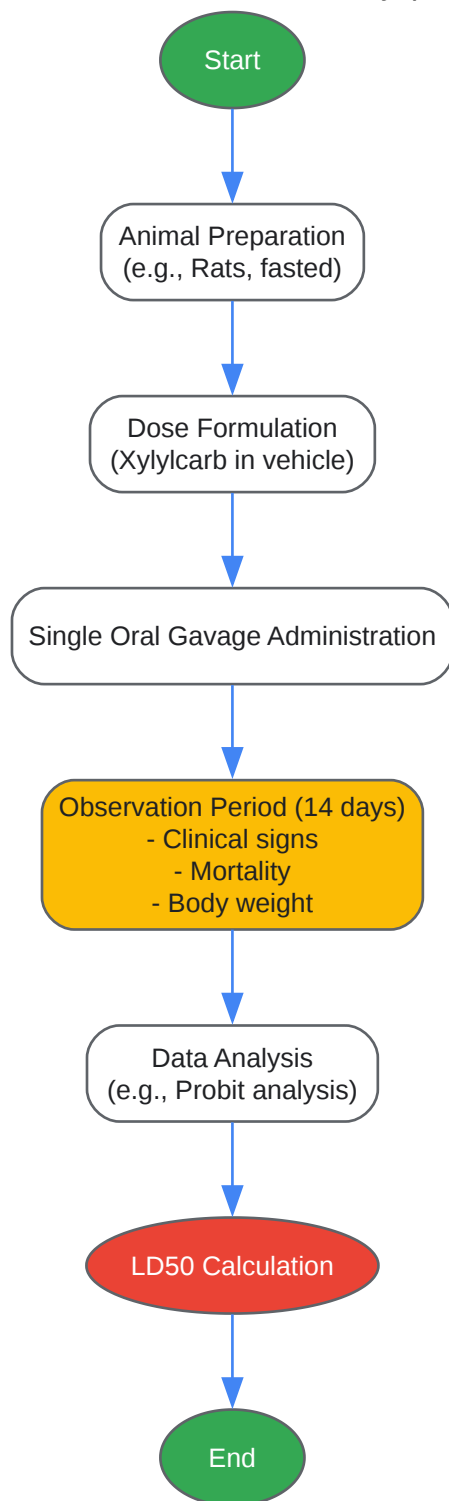 Start
Animal Preparation
(e.g., Rats, fasted)
Dose Formulation
(Xylylcarb in vehicle)
Single Oral Gavage Administration
Observation Period (14 days)
- Clinical signs
- Mortality
- Body weight
Data Analysis
(e.g., Probit analysis)
LD50 Calculation
End